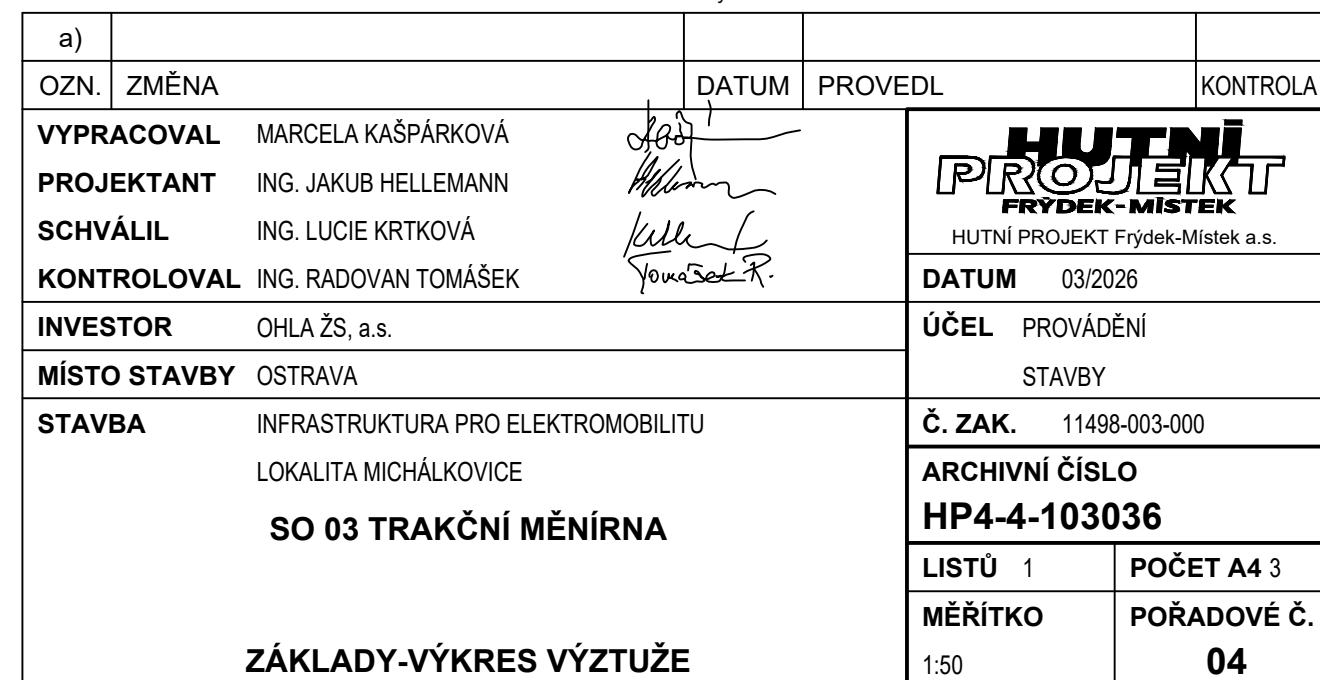 a)
OZN. ZMĚNA DATUM PROVEDL KONTROLA
VYPRACOVAL MARCELA KAŠPÁRKOVÁ
PROJEKTANT ING. JAKUB HELLEMANN
SCHVÁLIL ING. LUCIE KRTKOVÁ
KONTROLOVAL ING. RADOVAN TOMÁŠEK Tomášek R.
HUTNÍ
PROJEKT
FRÝDEK-MÍSTEK
HUTNÍ PROJEKT Frýdek-Místek a.s.
DATUM 03/2026
INVESTOR OHLA ŽS, a.s.
ÚČEL PROVÁDĚNÍ
STAVBY
MÍSTO STAVBY OSTRAVA
STAVBA INFRASTRUKTURA PRO ELEKTROMOBILITU
LOKALITA MICHÁLKOVICE
SO 03 TRAKČNÍ MĚNÍRNA
ZÁKLADY-VÝKRES VÝZTUŽE
Č. ZAK. 11498-003-000
ARCHIVNÍ ČÍSLO
HP4-4-103036
LISTŮ 1 POČET A4 3
MĚŘÍTKO POŘADOVÉ Č.
1:50 04